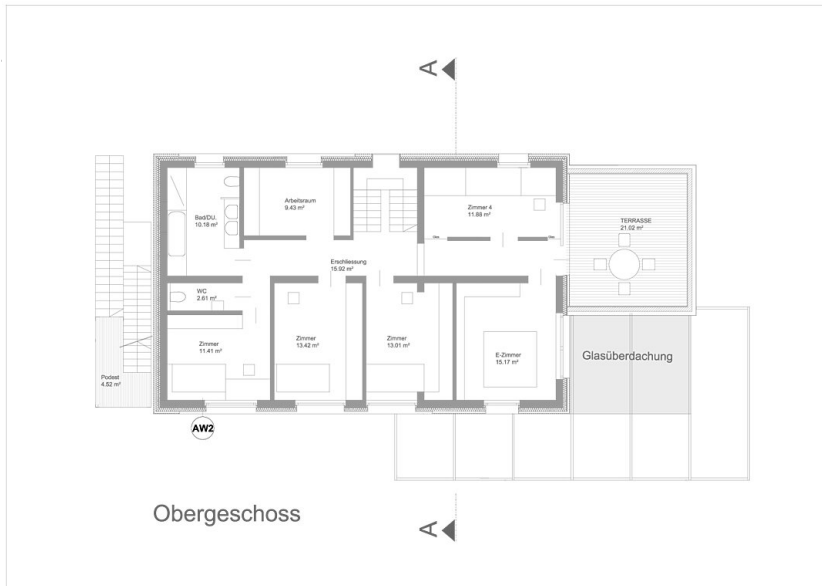 A
Bad/DU.
10.18 m²
Arbeitsraum
9.43 m²
Zimmer 4
11.88 m²
TERRASSE
21.02 m²
Erschliessung
15.92 m²
WC
2.61 m²
Zimmer
11.41 m²
Zimmer
13.42 m²
Zimmer
13.01 m²
E-Zimmer
15.17 m²
Glasüberdachung
Podest
4.52 m²
AW2
Obergeschoss
A